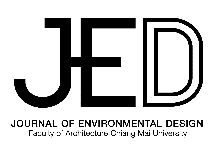 JED
JOURNAL OF ENVIRONMENTAL DESIGN
Faculty of Architecture Chiang Mai University